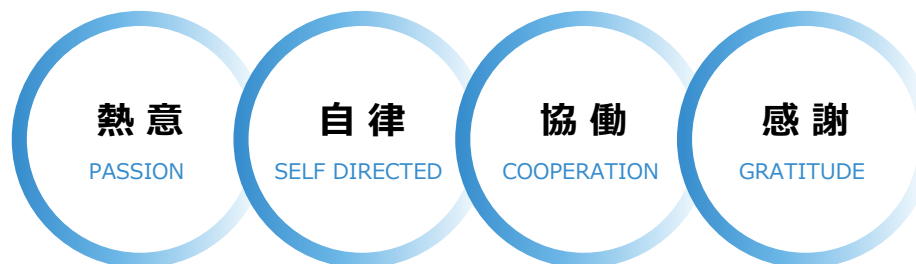 熱意
PASSION
自律
SELF DIRECTED
協働
COOPERATION
感謝
GRATITUDE